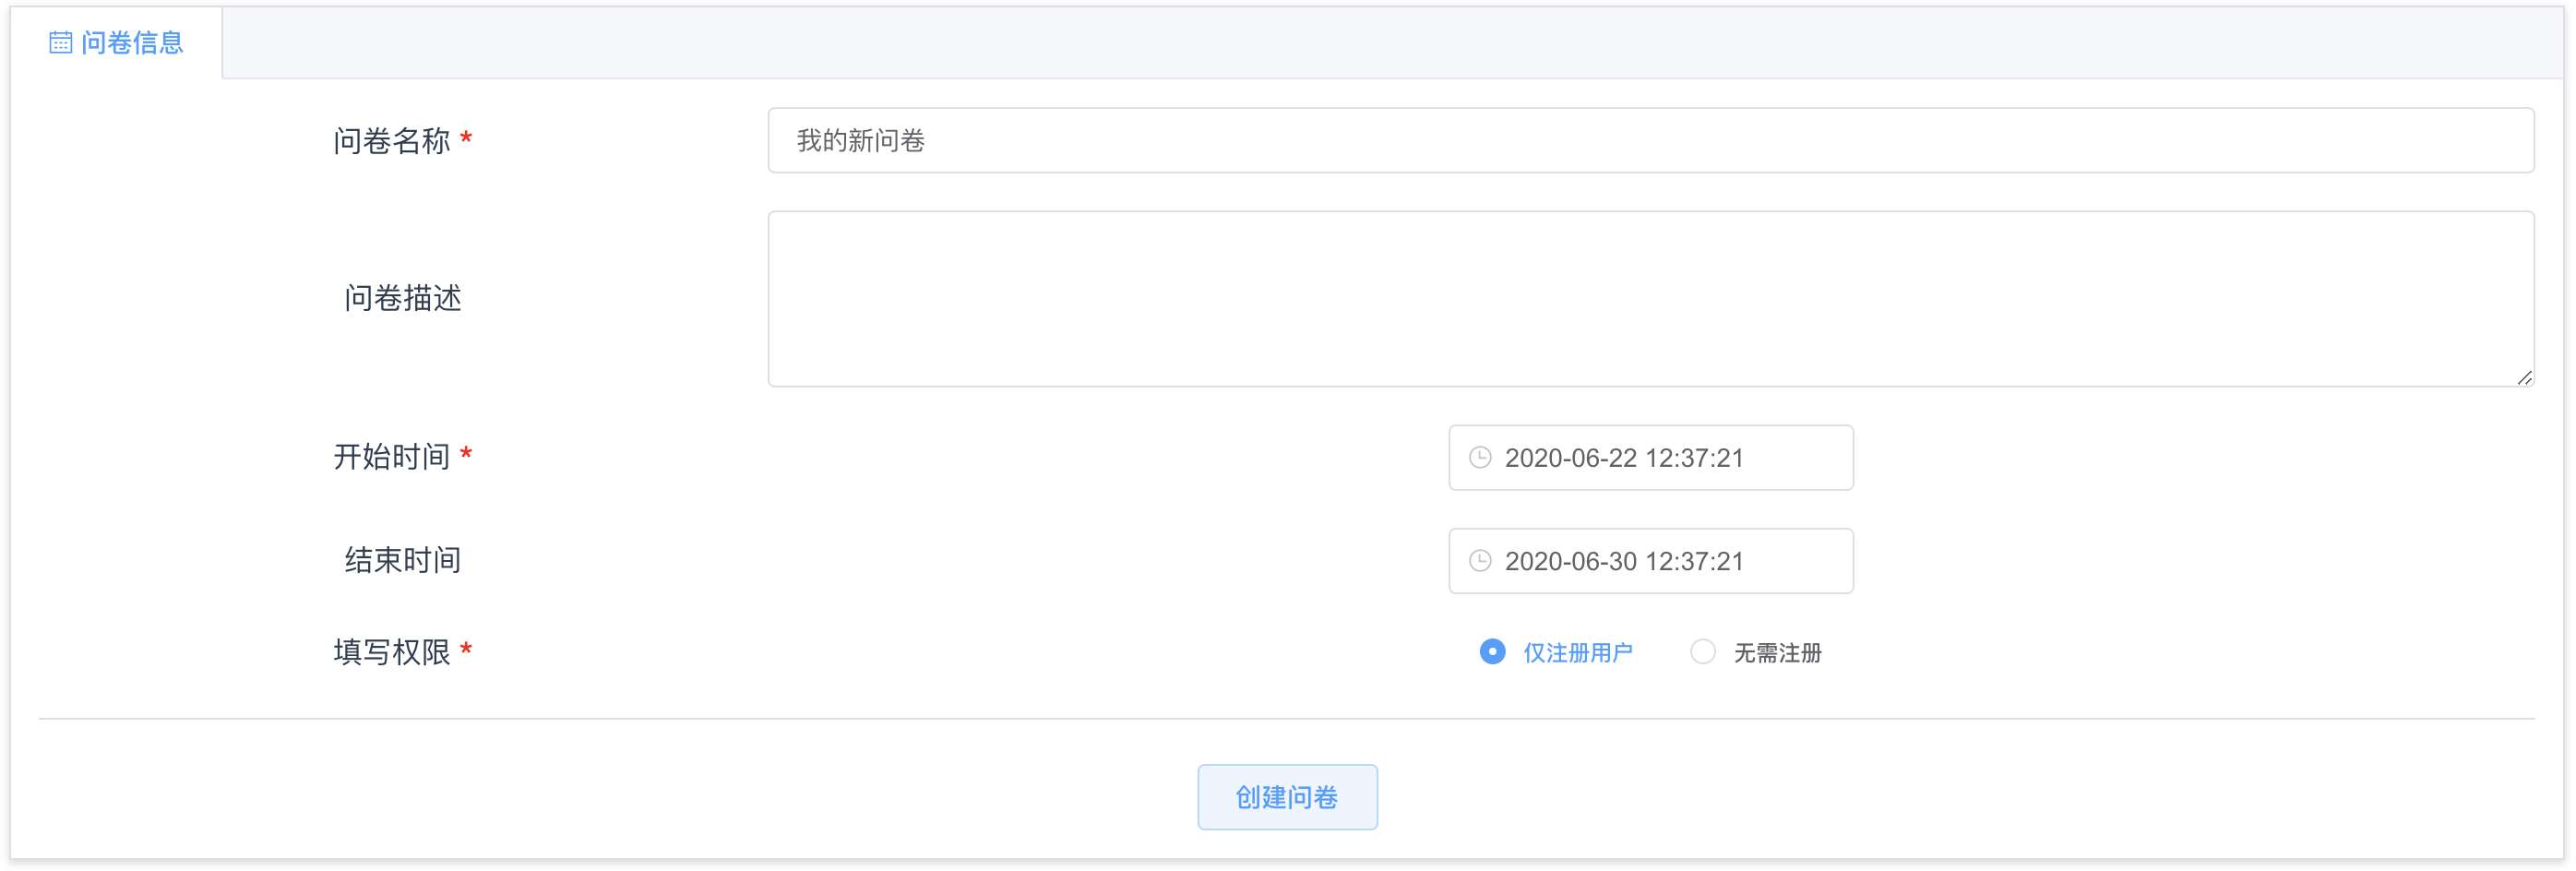 问卷信息
问卷名称 * 我的新问卷
问卷描述
开始时间 * 2020-06-22 12:37:21
结束时间 2020-06-30 12:37:21
填写权限 * 仅注册用户 无需注册
创建问卷